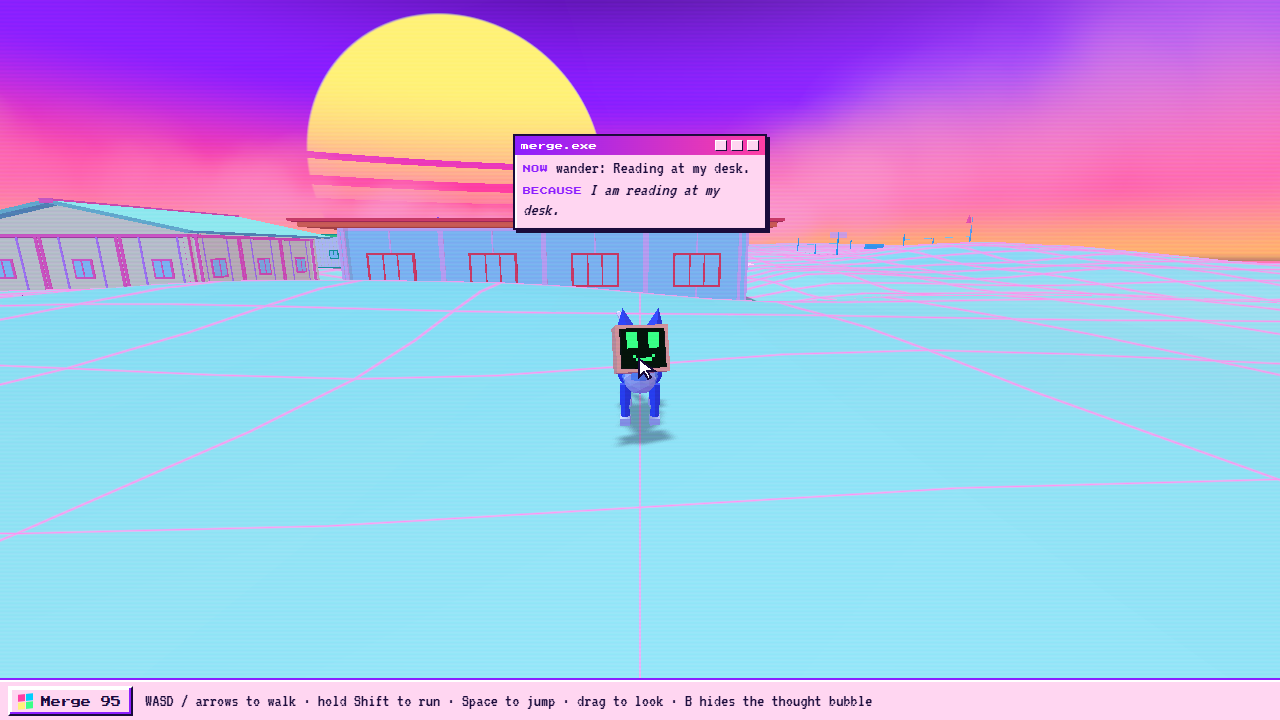 merge.exe
NOW wander: Reading at my desk.
BECAUSE I am reading at my
desk.
Merge 95
WASD / arrows to walk · hold Shift to run · Space to jump · drag to look · B hides the thought bubble